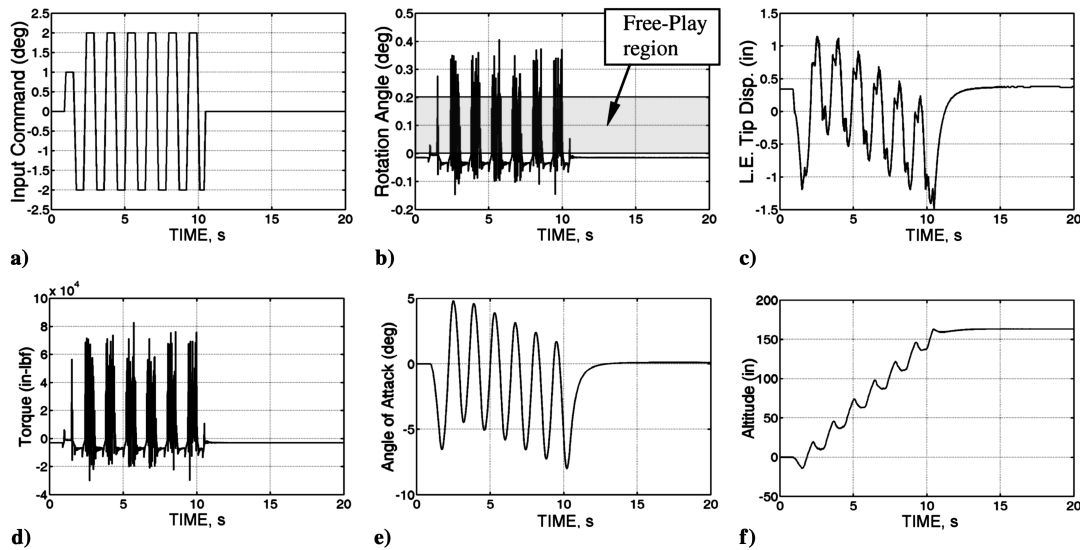 2.5
2
1.5
1
0.5
0
-0.5
-1
-1.5
-2
2.5
Input Command (deg)
0 5 10 15 20
TIME, s
a)
0.5
0.4
0.3
0.2
0.1
0
-0.1
0.2
Rotation Angle (deg)
Free-Play
region
0 5 10 15 20
TIME, s
b)
1.5
1
0.5
0
-0.5
-1
-1.5
L.E. Tip Disp. (in)
0 5 10 15 20
TIME, s
c)
× 10⁴
10
8
6
4
2
0
-2
-4
Torque (in-lbf)
0 5 10 15 20
TIME, s
d)
5
0
-5
-10
Angle of Attack (deg)
0 5 10 15 20
TIME, s
e)
200
150
100
50
0
-50
Altitude (in)
0 5 10 15 20
TIME, s
f)